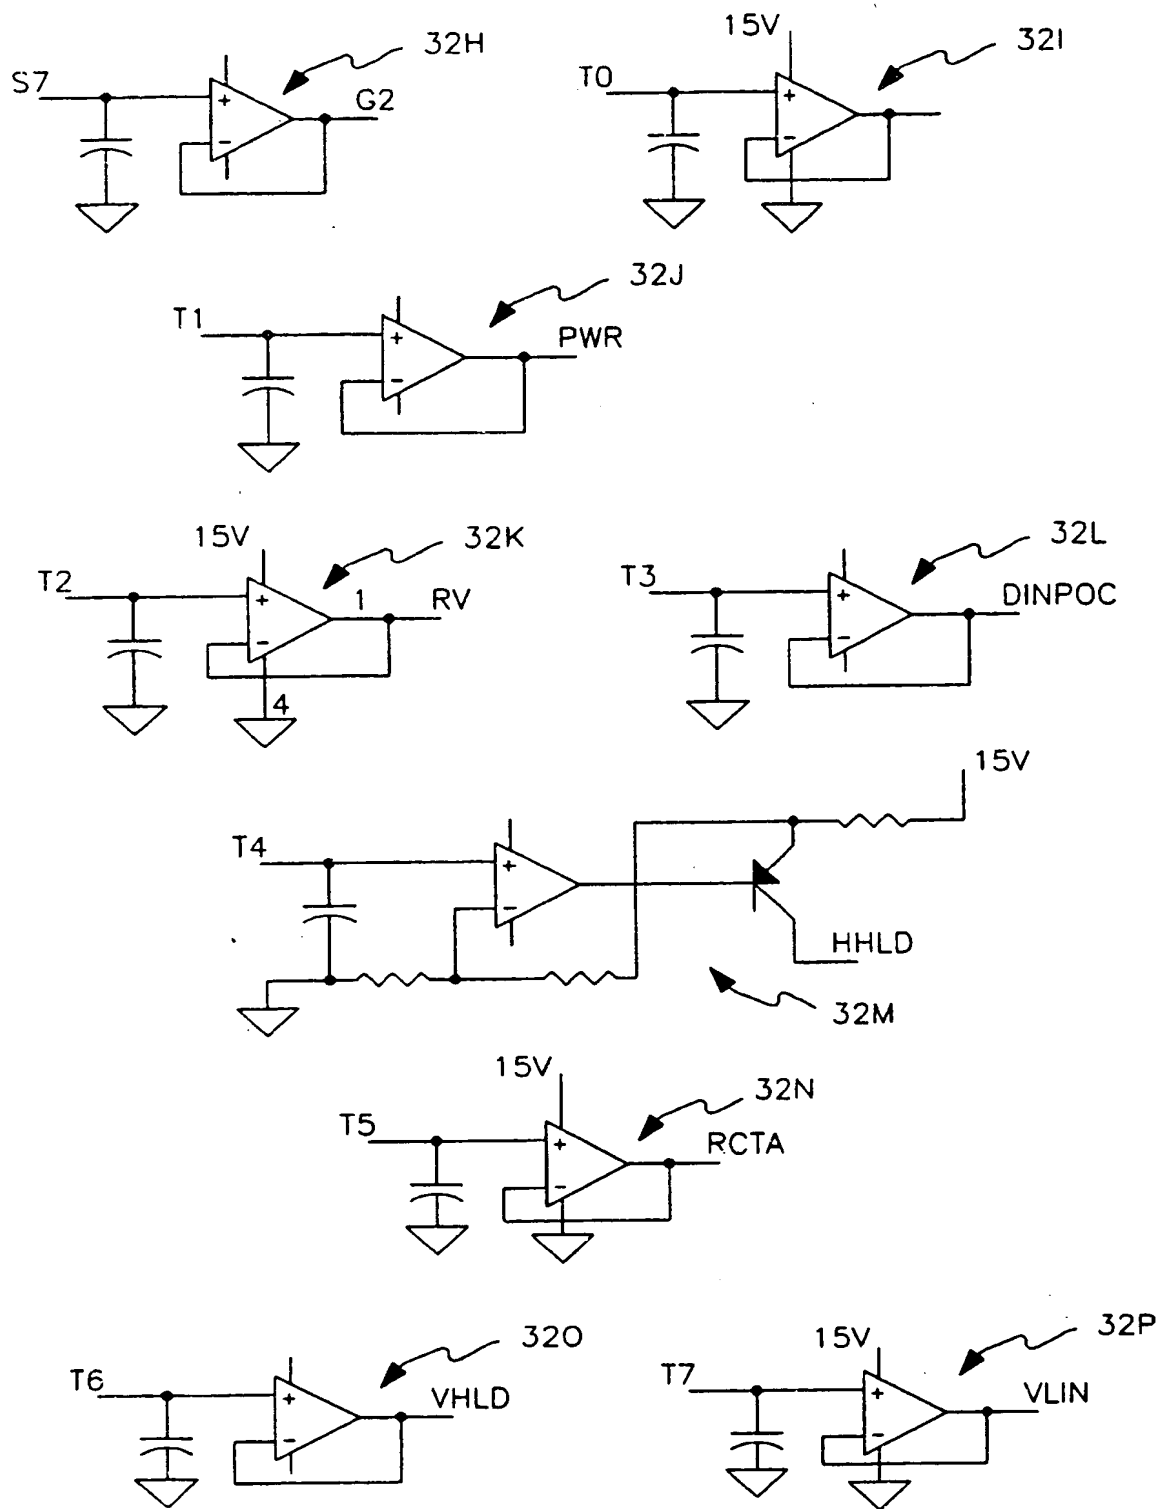 32H
S7
+
G2
-
15V
32I
T0
+
-
32J
T1
+
PWR
-
15V
32K
T2
+
1
RV
-
4
32L
T3
+
DINPOC
-
15V
T4
+
-
HHLD
32M
15V
32N
T5
+
RCTA
-
32O
T6
+
VHLD
-
15V
32P
T7
+
VLIN
-